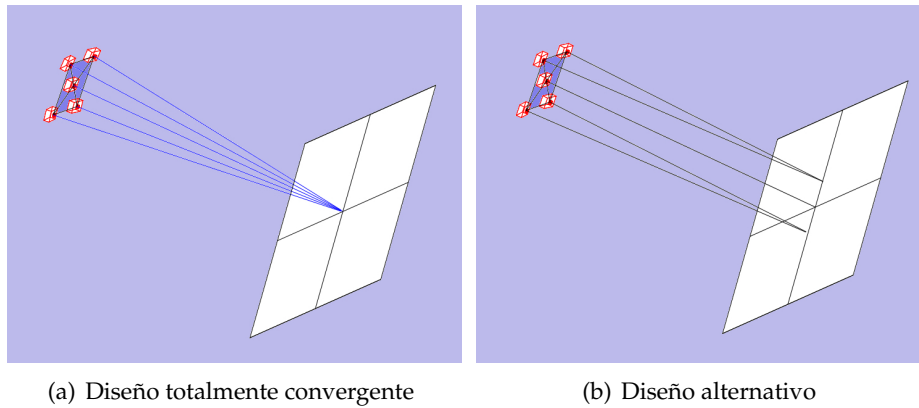 (a) Diseño totalmente convergente
(b) Diseño alternativo